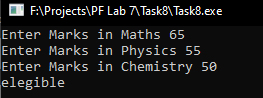 F:\Projects\PF Lab 7\Task8\Task8.exe
Enter Marks in Maths 65
Enter Marks in Physics 55
Enter Marks in Chemistry 50
elegible